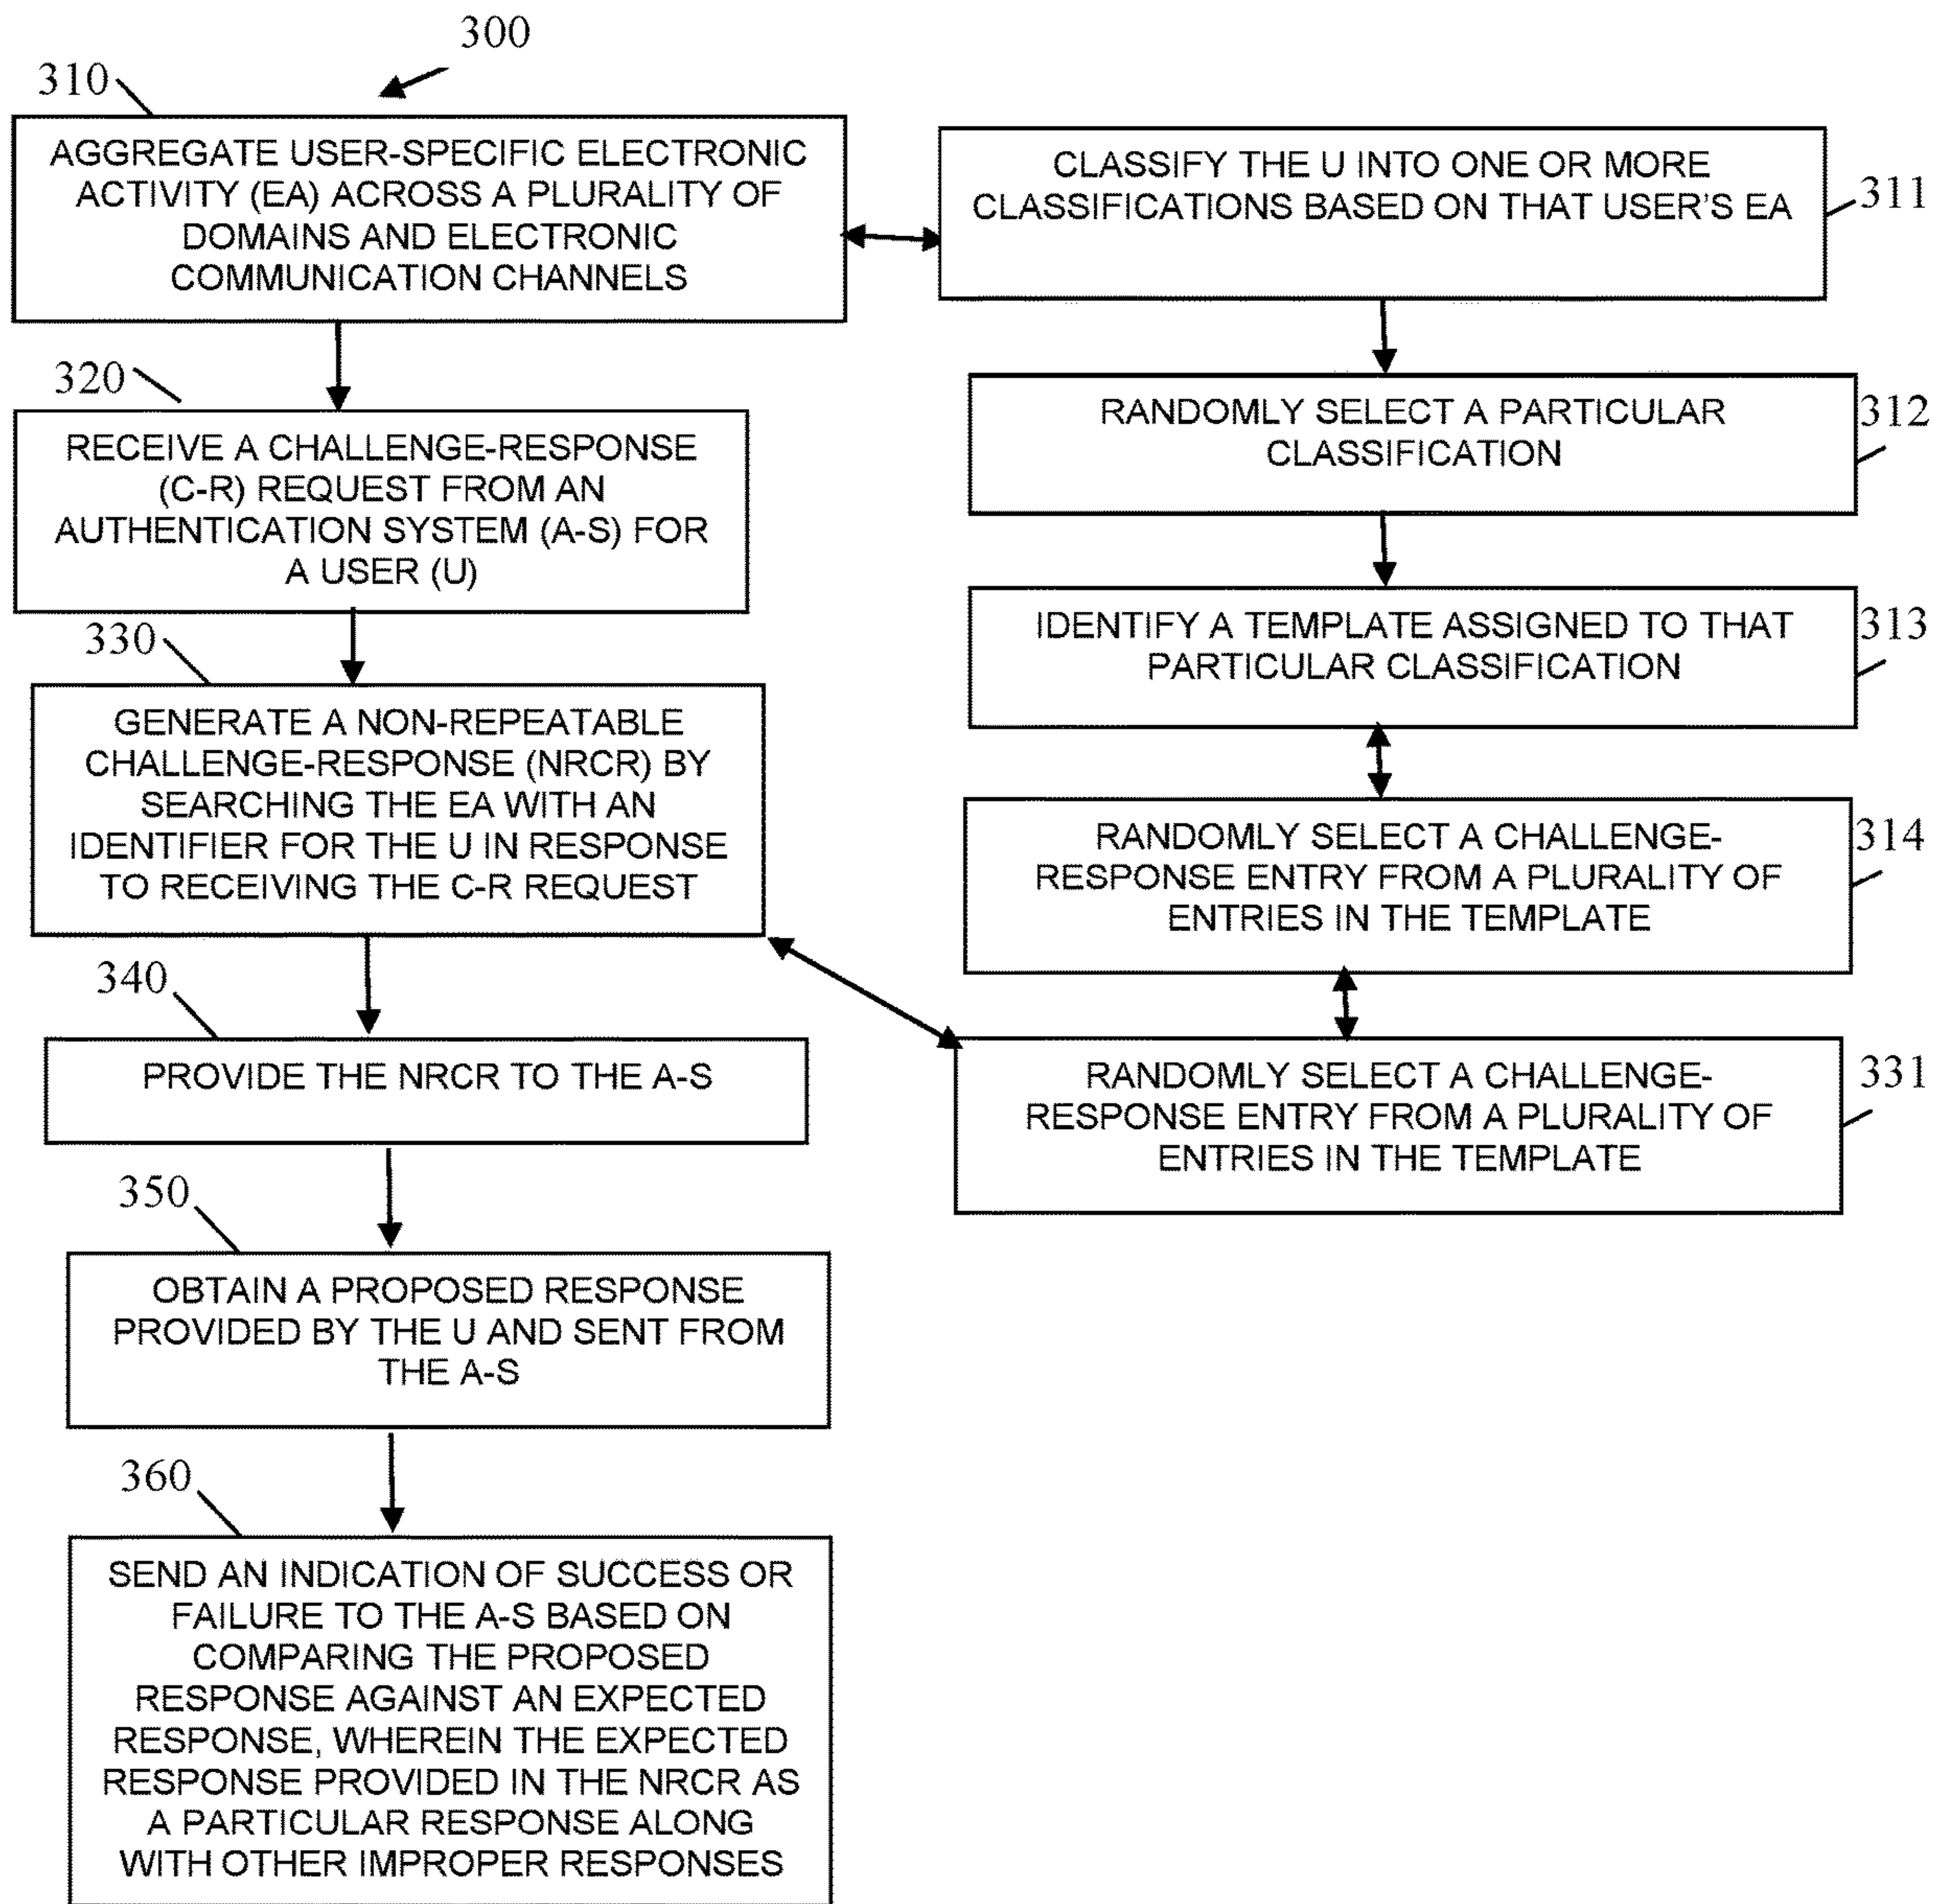 300
310
AGGREGATE USER-SPECIFIC ELECTRONIC
ACTIVITY (EA) ACROSS A PLURALITY OF
DOMAINS AND ELECTRONIC
COMMUNICATION CHANNELS
CLASSIFY THE U INTO ONE OR MORE
CLASSIFICATIONS BASED ON THAT USER'S EA
311
320
RECEIVE A CHALLENGE-RESPONSE
(C-R) REQUEST FROM AN
AUTHENTICATION SYSTEM (A-S) FOR
A USER (U)
RANDOMLY SELECT A PARTICULAR
CLASSIFICATION
312
IDENTIFY A TEMPLATE ASSIGNED TO THAT
PARTICULAR CLASSIFICATION
313
330
GENERATE A NON-REPEATABLE
CHALLENGE-RESPONSE (NRCR) BY
SEARCHING THE EA WITH AN
IDENTIFIER FOR THE U IN RESPONSE
TO RECEIVING THE C-R REQUEST
RANDOMLY SELECT A CHALLENGE-
RESPONSE ENTRY FROM A PLURALITY OF
ENTRIES IN THE TEMPLATE
314
340
PROVIDE THE NRCR TO THE A-S
RANDOMLY SELECT A CHALLENGE-
RESPONSE ENTRY FROM A PLURALITY OF
ENTRIES IN THE TEMPLATE
331
350
OBTAIN A PROPOSED RESPONSE
PROVIDED BY THE U AND SENT FROM
THE A-S
360
SEND AN INDICATION OF SUCCESS OR
FAILURE TO THE A-S BASED ON
COMPARING THE PROPOSED
RESPONSE AGAINST AN EXPECTED
RESPONSE, WHEREIN THE EXPECTED
RESPONSE PROVIDED IN THE NRCR AS
A PARTICULAR RESPONSE ALONG
WITH OTHER IMPROPER RESPONSES